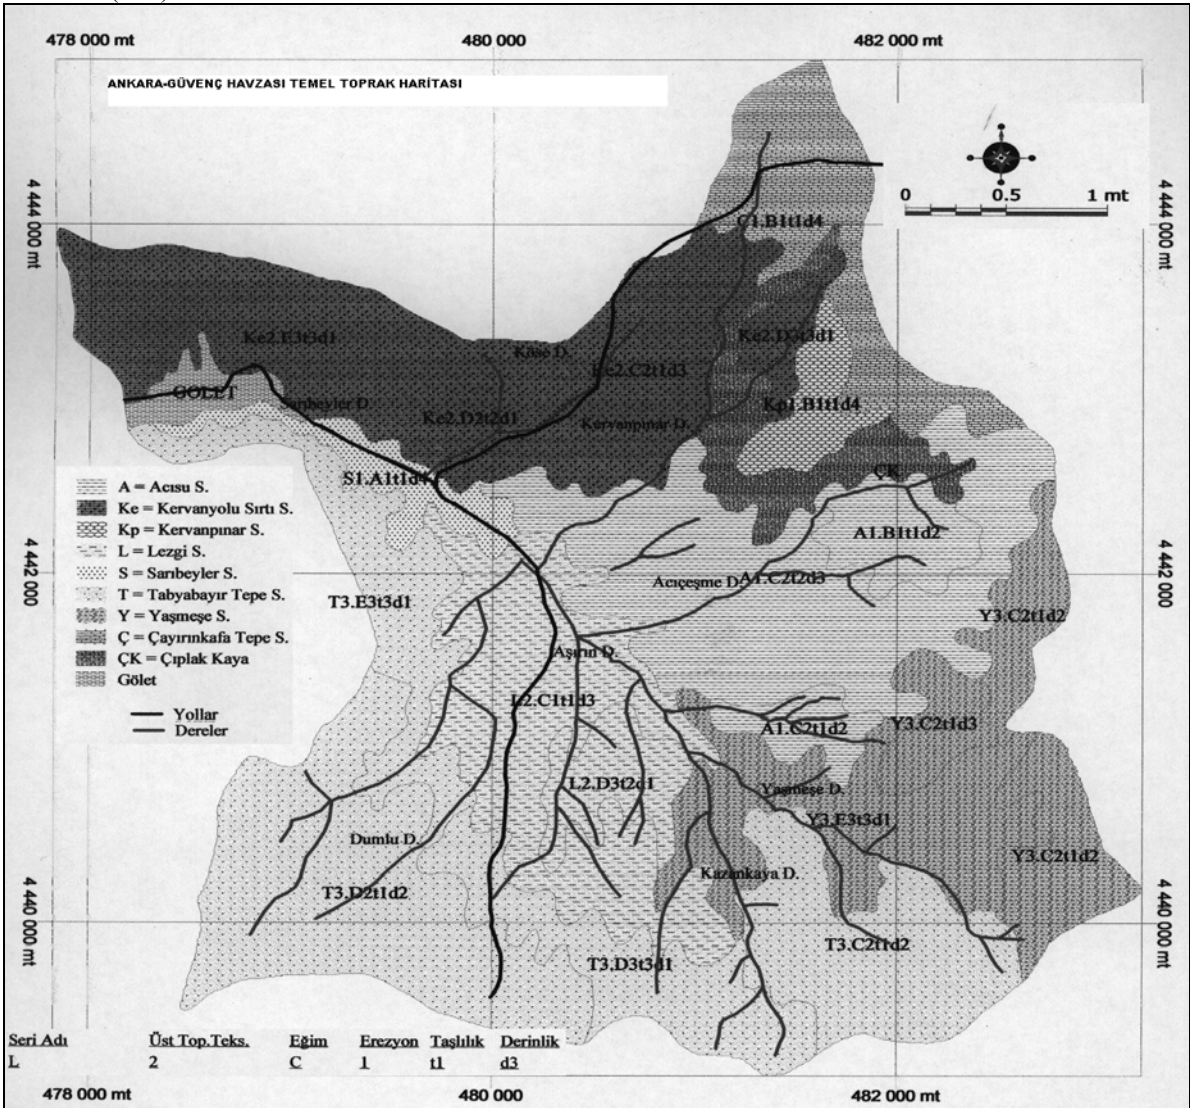 478 000 mt 480 000 482 000 mt
ANKARA-GÜVENÇ HAVZASI TEMEL TOPRAK HARİTASI
0 0.5 1 mt
4 444 000 mt
4 444 000 mt
Ç1.B1t1d4
Ke2.E3t3d1
Ke2.D3t3d1
Köse D.
Ke2.C2t1d3
GÖLET
Sarıbeyler D.
Kp1.B1t1d4
Ke2.D2t2d1
Kervanpınar D.
S1.A1t1d4
ÇK
A = Acısu S.
Ke = Kervanyolu Sırtı S.
Kp = Kervanpınar S.
L = Lezgi S.
S = Sarıbeyler S.
T = Tabyabayır Tepe S.
Y = Yaşmeşe S.
Ç = Çayırınkafa Tepe S.
ÇK = Çıplak Kaya
Gölet
Yollar
Dereler
A1.B1t1d2
4 442 000
4 442 000
Acıçeşme D.
A1.C2t2d3
T3.E3t3d1
Y3.C2t1d2
Aşırın D.
L2.C1t1d3
A1.C2t1d2
Y3.C2t1d3
L2.D3t2d1
Yaşmeşe D.
Y3.E3t3d1
Dumlu D.
Y3.C2t1d2
Kazankaya D.
T3.D2t1d2
4 440 000 mt
4 440 000 mt
T3.C2t1d2
T3.D3t3d1
Seri Adı Üst Top.Teks. Eğim Erezyon Taşlılık Derinlik
L 2 C 1 t1 d3
478 000 mt 480 000 482 000 mt